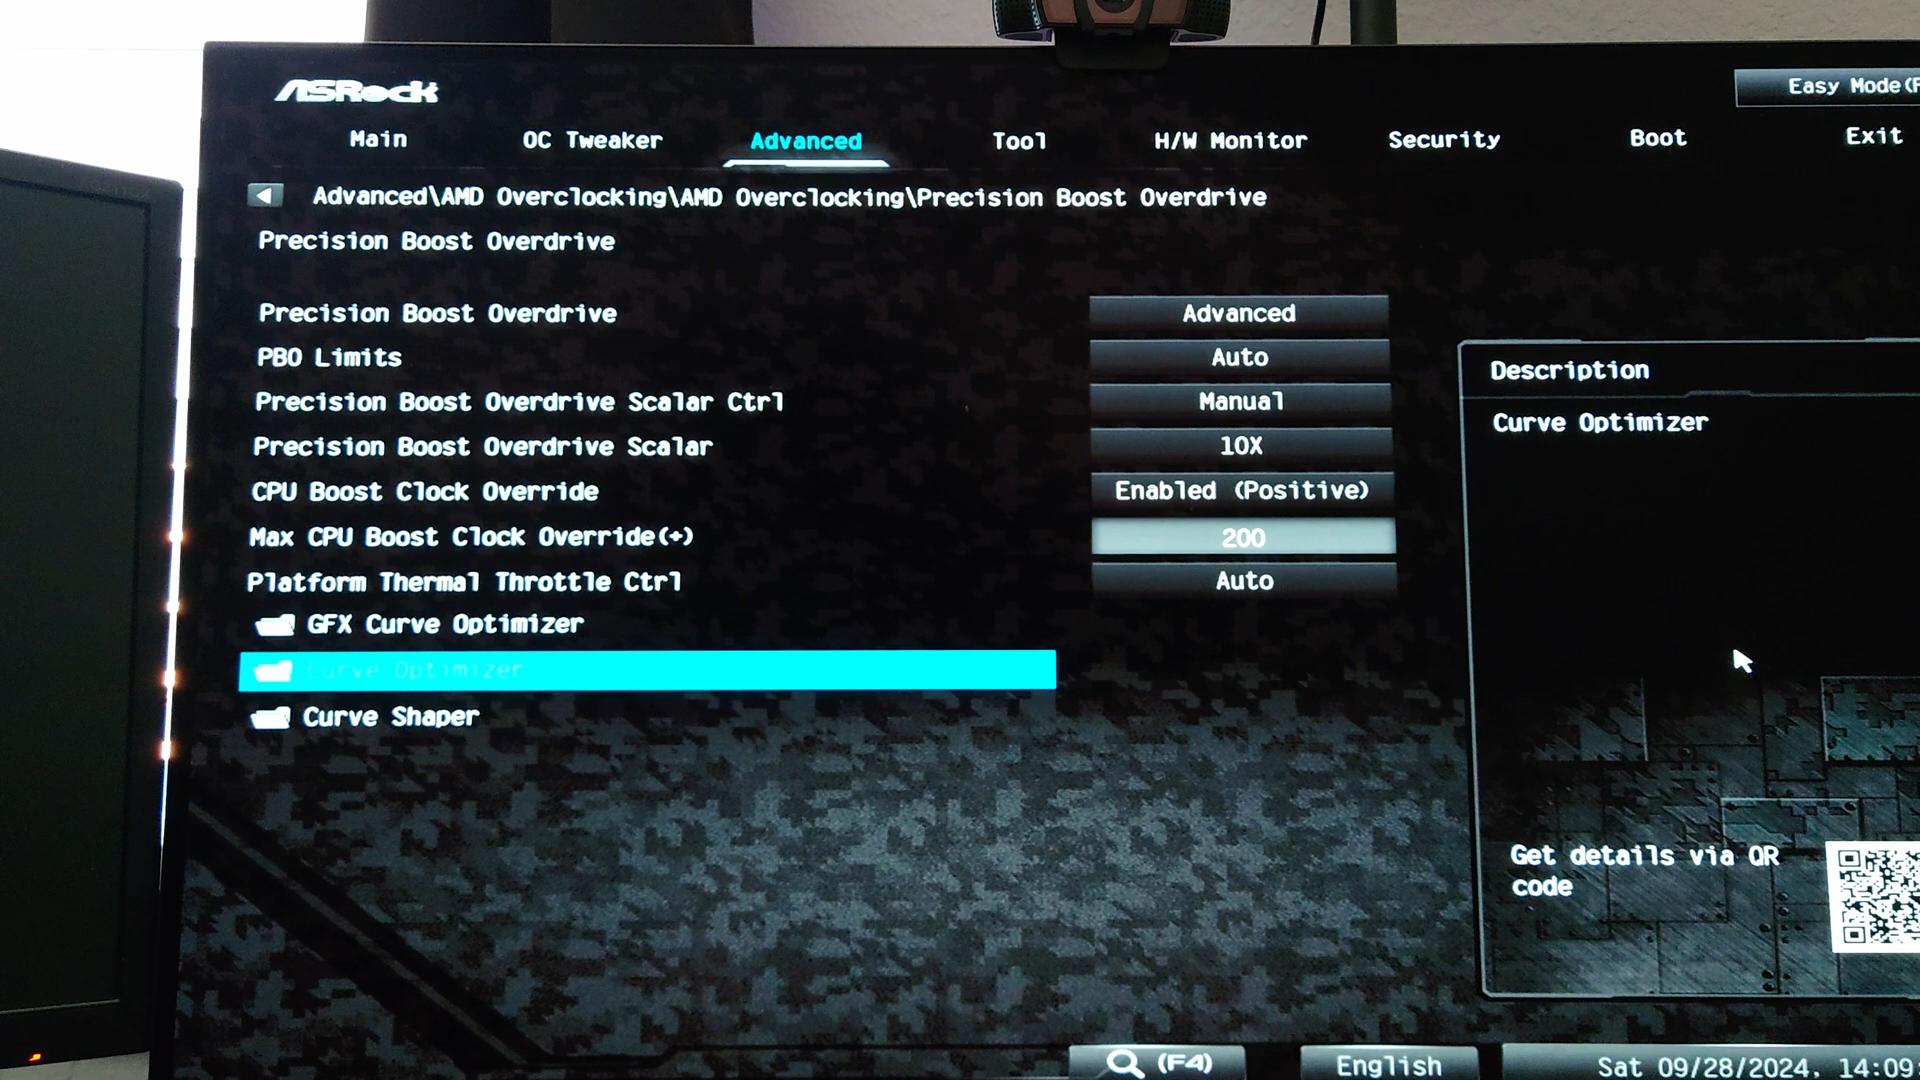 ASRock
Easy Mode(F
Main OC Tweaker Advanced Tool H/W Monitor Security Boot Exit
Advanced\AMD Overclocking\AMD Overclocking\Precision Boost Overdrive
Precision Boost Overdrive
Precision Boost Overdrive Advanced
PBO Limits Auto
Precision Boost Overdrive Scalar Ctrl Manual
Precision Boost Overdrive Scalar 10X
CPU Boost Clock Override Enabled (Positive)
Max CPU Boost Clock Override(+) 200
Platform Thermal Throttle Ctrl Auto
GFX Curve Optimizer
Curve Optimizer
Curve Shaper
Description
Curve Optimizer
Get details via QR
code
(F4) English Sat 09/28/2024, 14:09: